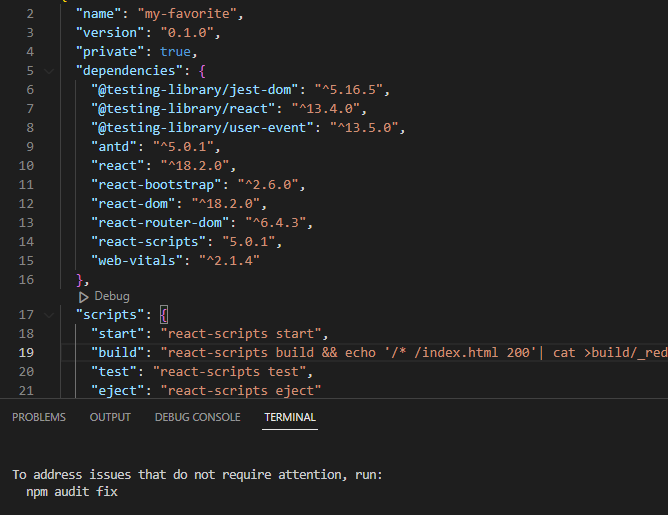 2 "name": "my-favorite",
3 "version": "0.1.0",
4 "private": true,
5 "dependencies": {
6 "@testing-library/jest-dom": "^5.16.5",
7 "@testing-library/react": "^13.4.0",
8 "@testing-library/user-event": "^13.5.0",
9 "antd": "^5.0.1",
10 "react": "^18.2.0",
11 "react-bootstrap": "^2.6.0",
12 "react-dom": "^18.2.0",
13 "react-router-dom": "^6.4.3",
14 "react-scripts": "5.0.1",
15 "web-vitals": "^2.1.4"
16 },
Debug
17 "scripts": {
18 "start": "react-scripts start",
19 "build": "react-scripts build && echo '/* /index.html 200'| cat >build/_red
20 "test": "react-scripts test",
21 "eject": "react-scripts eject"
PROBLEMS OUTPUT DEBUG CONSOLE TERMINAL
To address issues that do not require attention, run:
npm audit fix